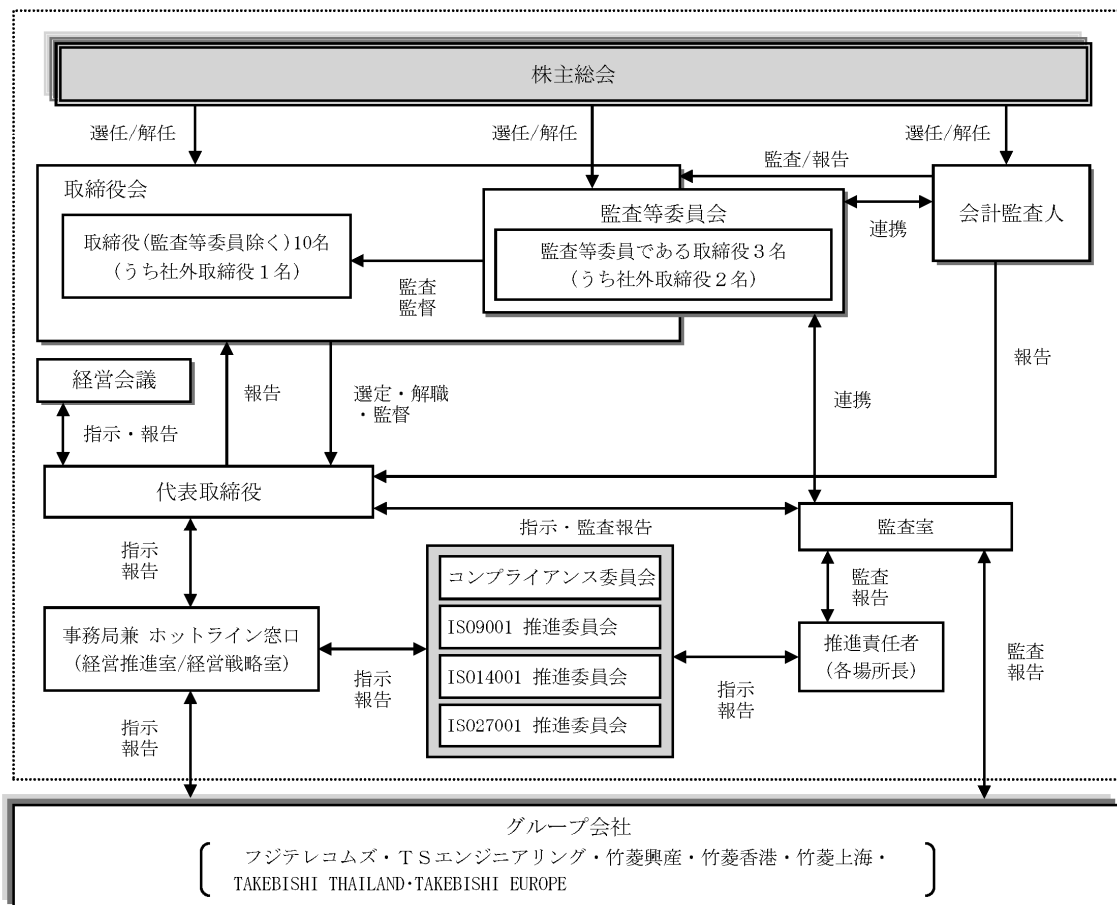 株主総会
選任/解任
選任/解任
選任/解任
監査/報告
取締役会
監査等委員会
会計監査人
連携
取締役(監査等委員除く)10名
(うち社外取締役1名)
監査等委員である取締役3名
(うち社外取締役2名)
監査
監督
経営会議
報告
選定・解職
・監督
連携
報告
指示・報告
代表取締役
指示・監査報告
監査室
指示
報告
コンプライアンス委員会
監査
報告
事務局兼 ホットライン窓口
(経営推進室/経営戦略室)
ISO9001 推進委員会
ISO14001 推進委員会
ISO27001 推進委員会
推進責任者
(各場所長)
指示
報告
指示
報告
監査
報告
指示
報告
グループ会社
フジテレコムズ・TSエンジニアリング・竹菱興産・竹菱香港・竹菱上海・
TAKEBISHI THAILAND・TAKEBISHI EUROPE